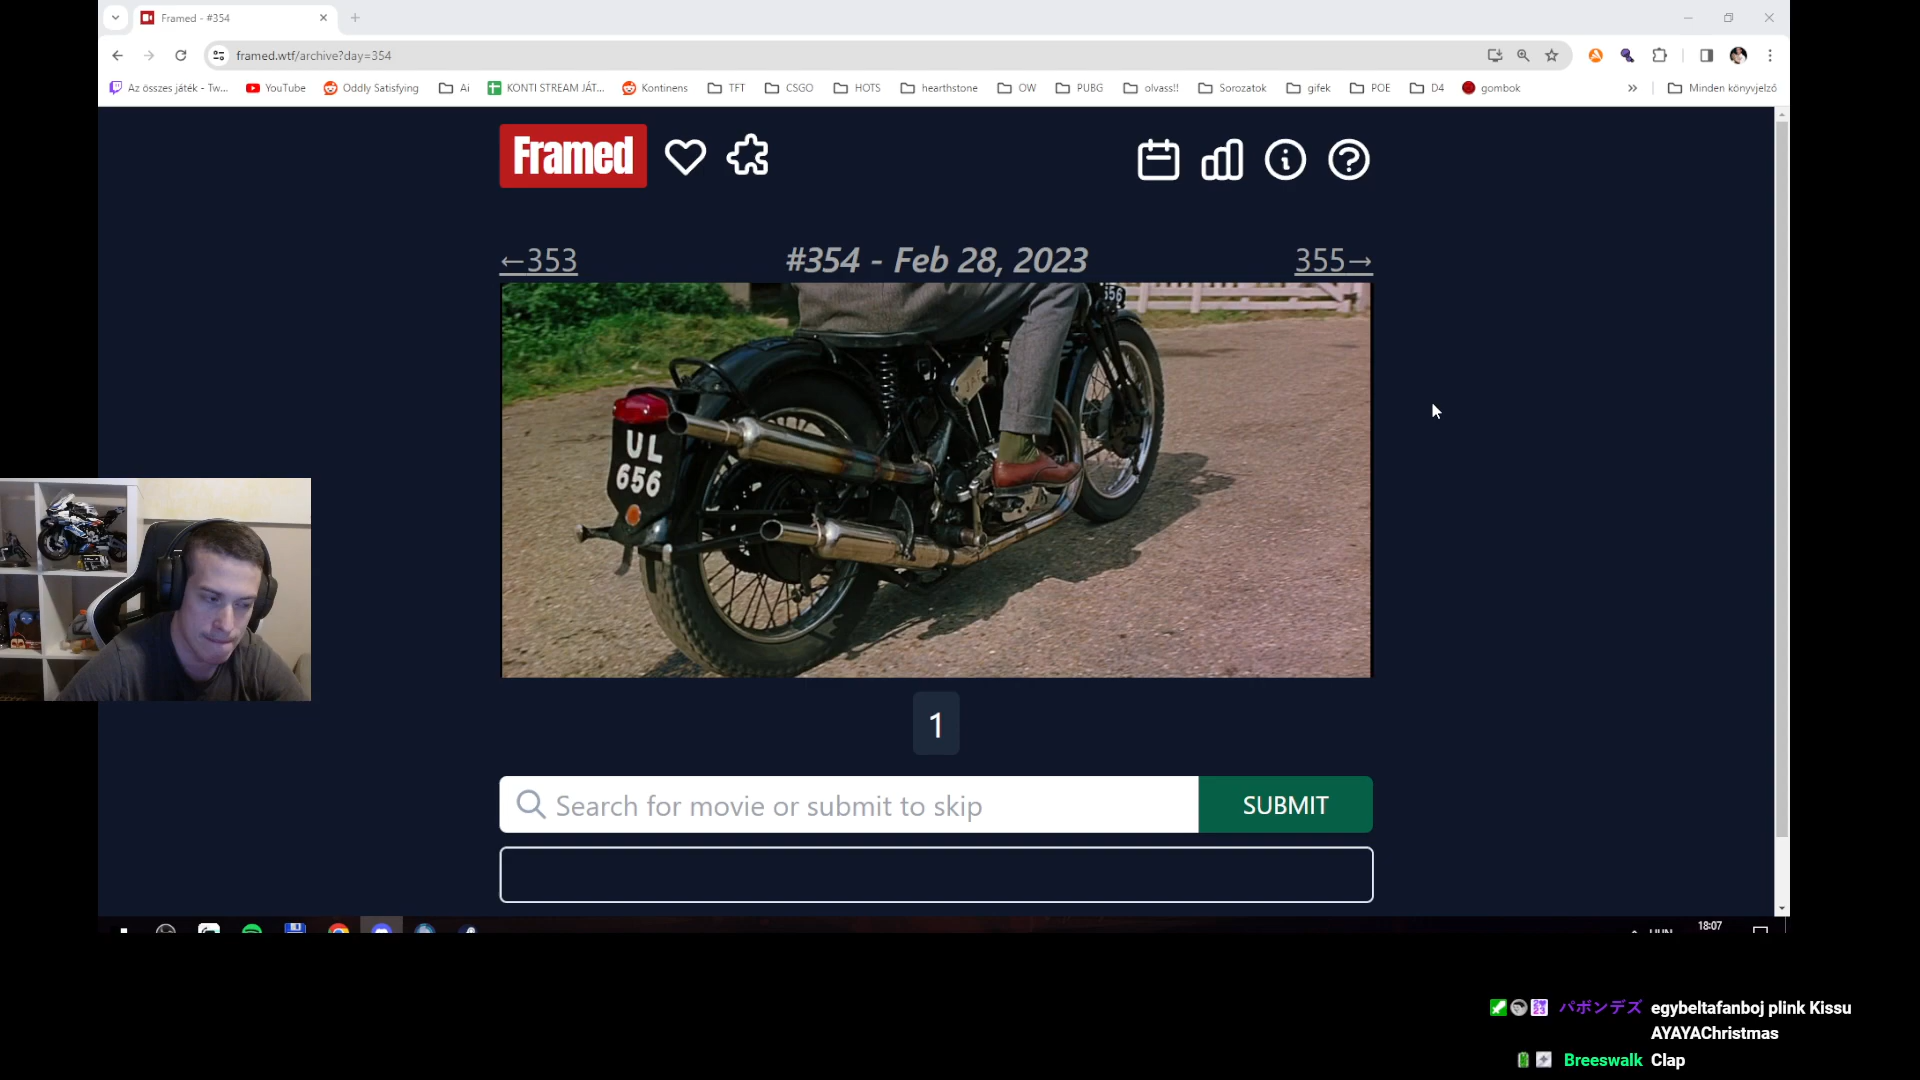 Framed - #354
framed.wtf/archive?day=354
Az összes játék - Tw... YouTube Oddly Satisfying Ai KONTI STREAM JÁT... Kontinens TFT CSGO HOTS hearthstone OW PUBG olvass!! Sorozatok gifek POE D4 gombok » Minden könyvjelző
Framed
←353 #354 - Feb 28, 2023 355→
656
JAP
UL
656
1
Search for movie or submit to skip SUBMIT
18:07
パボンデズ egybeltafanboj plink Kissu
AYAYAChristmas
Breeswalk Clap